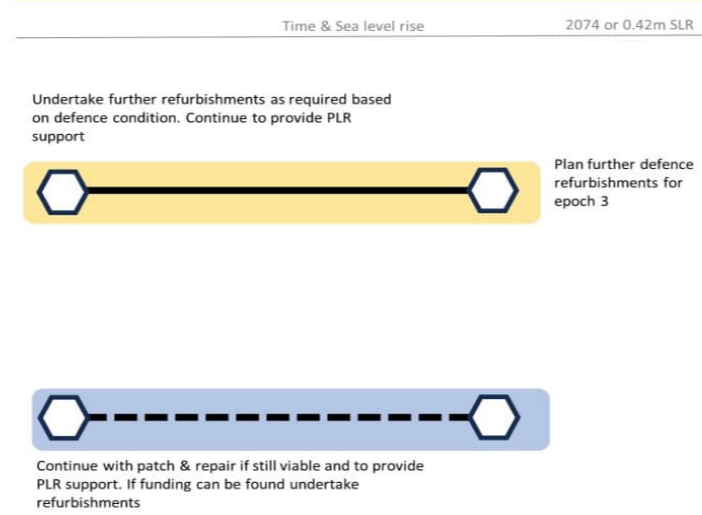 Time & Sea level rise
2074 or 0.42m SLR
Undertake further refurbishments as required based
on defence condition. Continue to provide PLR
support
Plan further defence
refurbishments for
epoch 3
Continue with patch & repair if still viable and to provide
PLR support. If funding can be found undertake
refurbishments